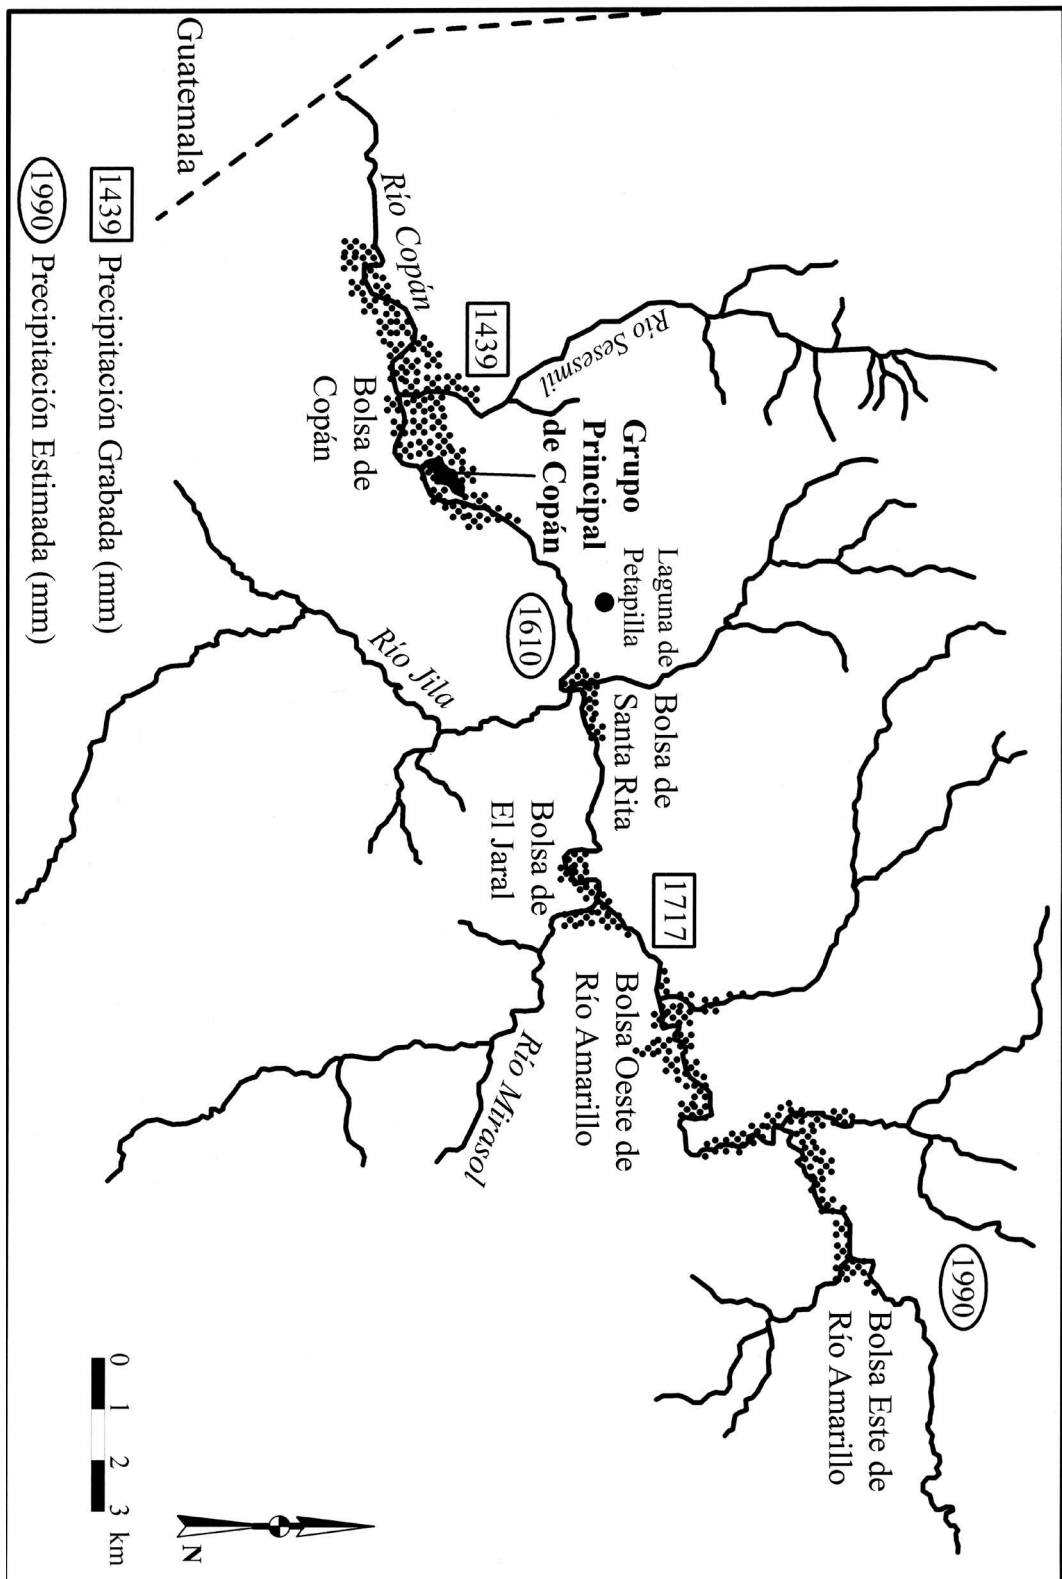 Guatemala
Río Copán
1439
Río Sesesmil
Bolsa de
Copán
Grupo
Principal
de Copán
Laguna de
Petapilla
1610
Río Jila
Bolsa de
Santa Rita
Bolsa de
El Jaral
1717
Bolsa Oeste de
Río Amarillo
Río Mirasol
1990
Bolsa Este de
Río Amarillo
1439 Precipitación Grabada (mm)
1990 Precipitación Estimada (mm)
0 1 2 3 km
N